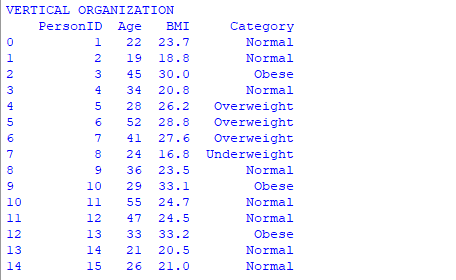 VERTICAL ORGANIZATION
PersonID Age BMI Category
0 1 22 23.7 Normal
1 2 19 18.8 Normal
2 3 45 30.0 Obese
3 4 34 20.8 Normal
4 5 28 26.2 Overweight
5 6 52 28.8 Overweight
6 7 41 27.6 Overweight
7 8 24 16.8 Underweight
8 9 36 23.5 Normal
9 10 29 33.1 Obese
10 11 55 24.7 Normal
11 12 47 24.5 Normal
12 13 33 33.2 Obese
13 14 21 20.5 Normal
14 15 26 21.0 Normal